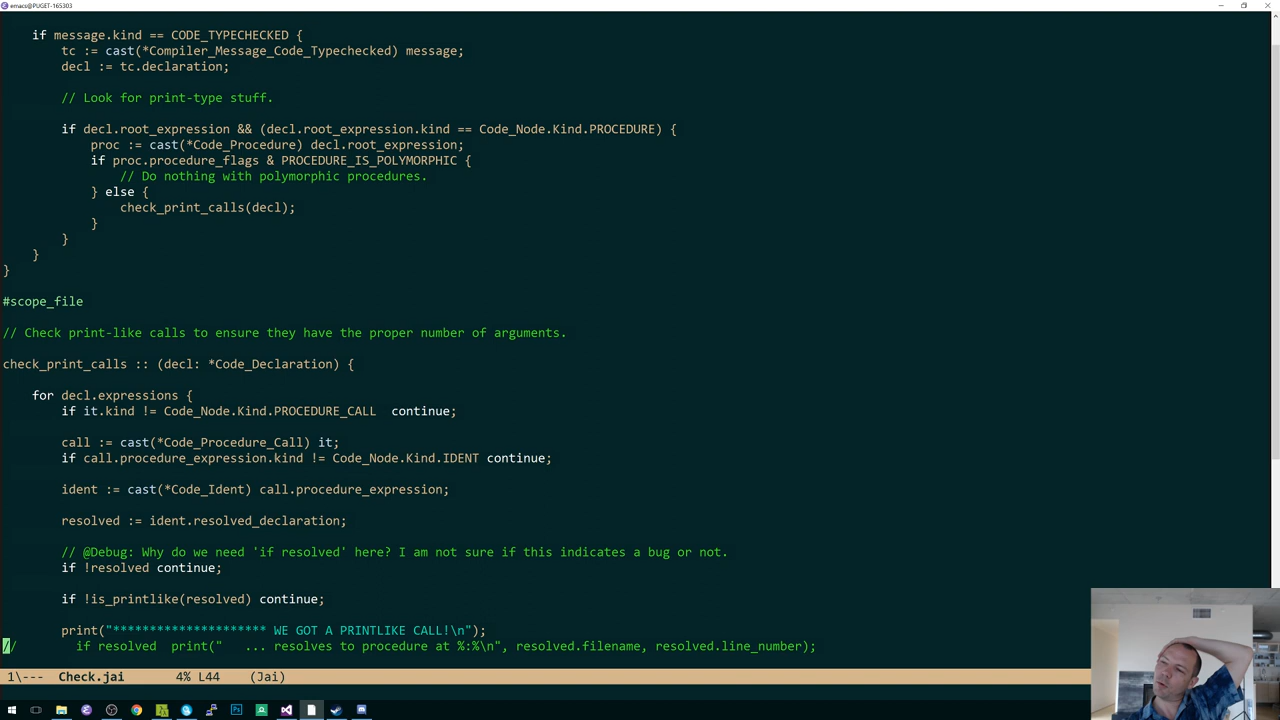 emacs@PUGET-165303
if message.kind == CODE_TYPECHECKED {
tc := cast(*Compiler_Message_Code_Typechecked) message;
decl := tc.declaration;
// Look for print-type stuff.
if decl.root_expression && (decl.root_expression.kind == Code_Node.Kind.PROCEDURE) {
proc := cast(*Code_Procedure) decl.root_expression;
if proc.procedure_flags & PROCEDURE_IS_POLYMORPHIC {
// Do nothing with polymorphic procedures.
} else {
check_print_calls(decl);
}
}
}
}
#scope_file
// Check print-like calls to ensure they have the proper number of arguments.
check_print_calls :: (decl: *Code_Declaration) {
for decl.expressions {
if it.kind != Code_Node.Kind.PROCEDURE_CALL  continue;
call := cast(*Code_Procedure_Call) it;
if call.procedure_expression.kind != Code_Node.Kind.IDENT continue;
ident := cast(*Code_Ident) call.procedure_expression;
resolved := ident.resolved_declaration;
// @Debug: Why do we need 'if resolved' here? I am not sure if this indicates a bug or not.
if !resolved continue;
if !is_printlike(resolved) continue;
print("******************** WE GOT A PRINTLIKE CALL!\n");
//        if resolved  print("   ... resolves to procedure at %:%\n", resolved.filename, resolved.line_number);
1\---  Check.jai       4% L44    (Jai)